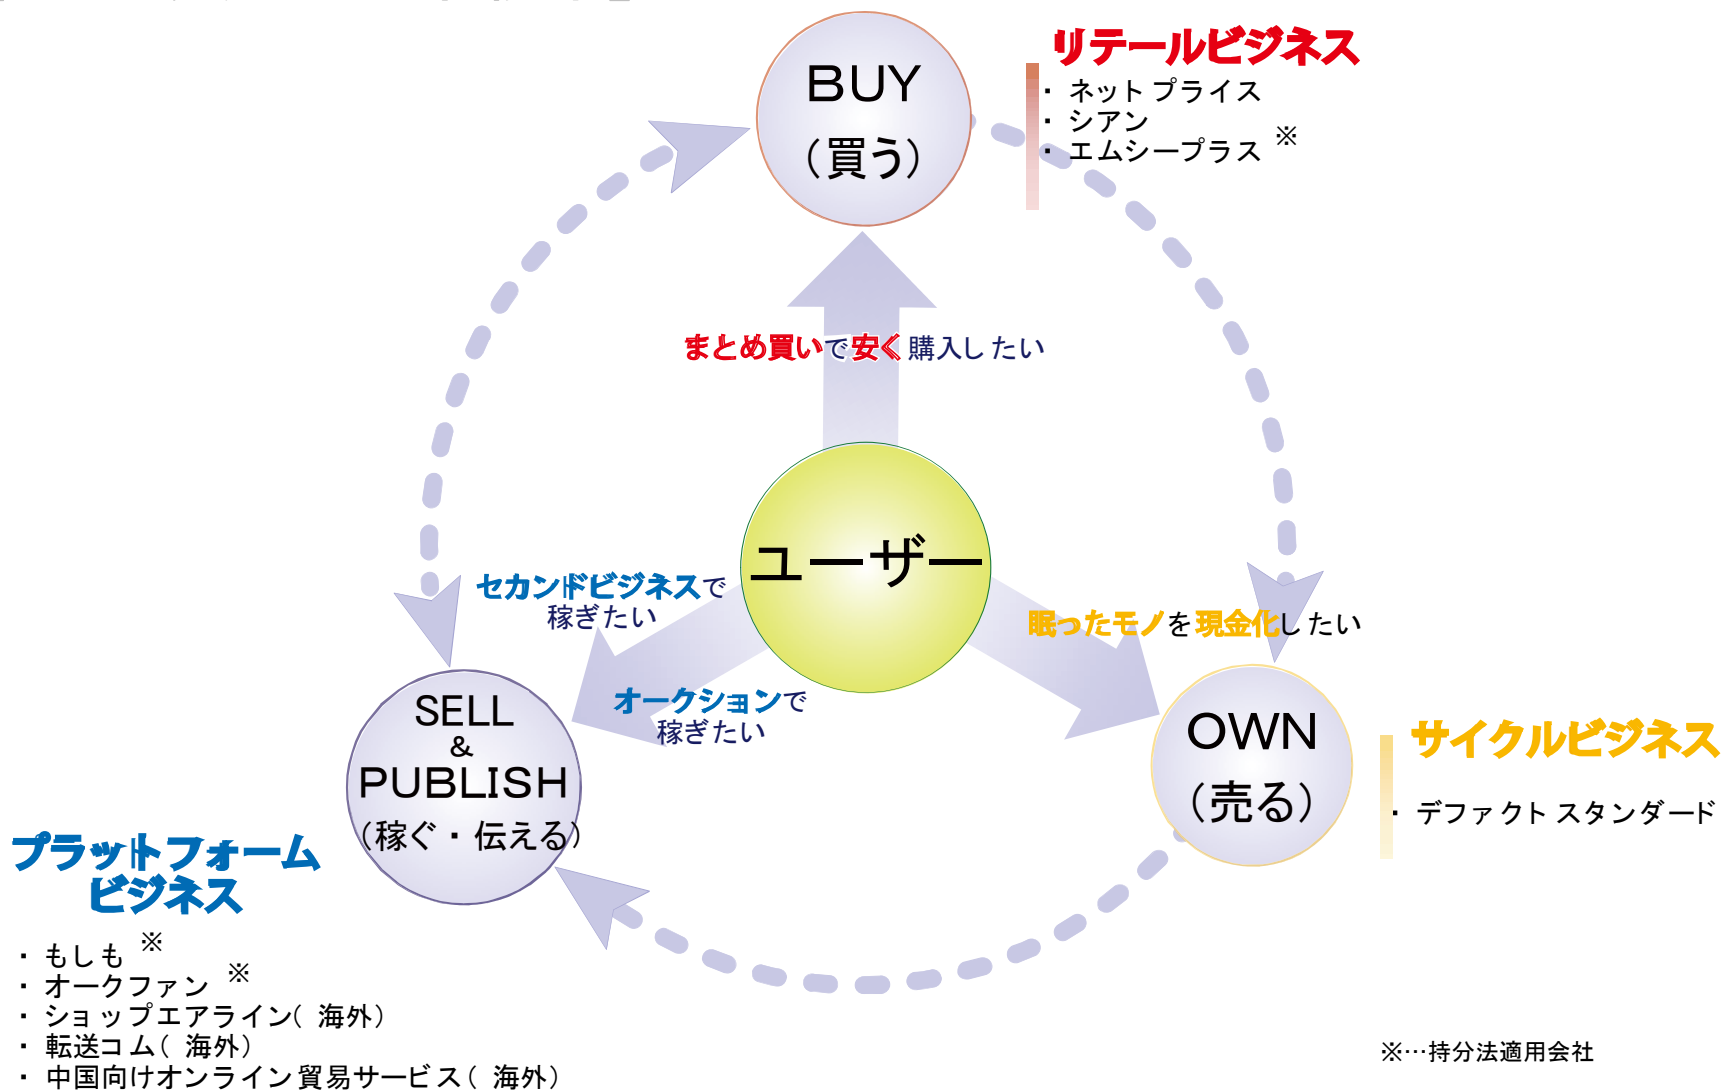 BUY
(買う)
リテールビジネス
・ネットプライス
・シアン
・エムシープラス※
まとめ買いで安く購入したい
ユーザー
セカンドビジネスで
稼ぎたい
オークションで
稼ぎたい
眠ったモノを現金化したい
SELL
&
PUBLISH
(稼ぐ・伝える)
OWN
(売る)
サイクルビジネス
・デファクトスタンダード
プラットフォーム
ビジネス
・もしも※
・オークファン※
・ショップエアライン(海外)
・転送コム(海外)
・中国向けオンライン貿易サービス(海外)
※…持分法適用会社